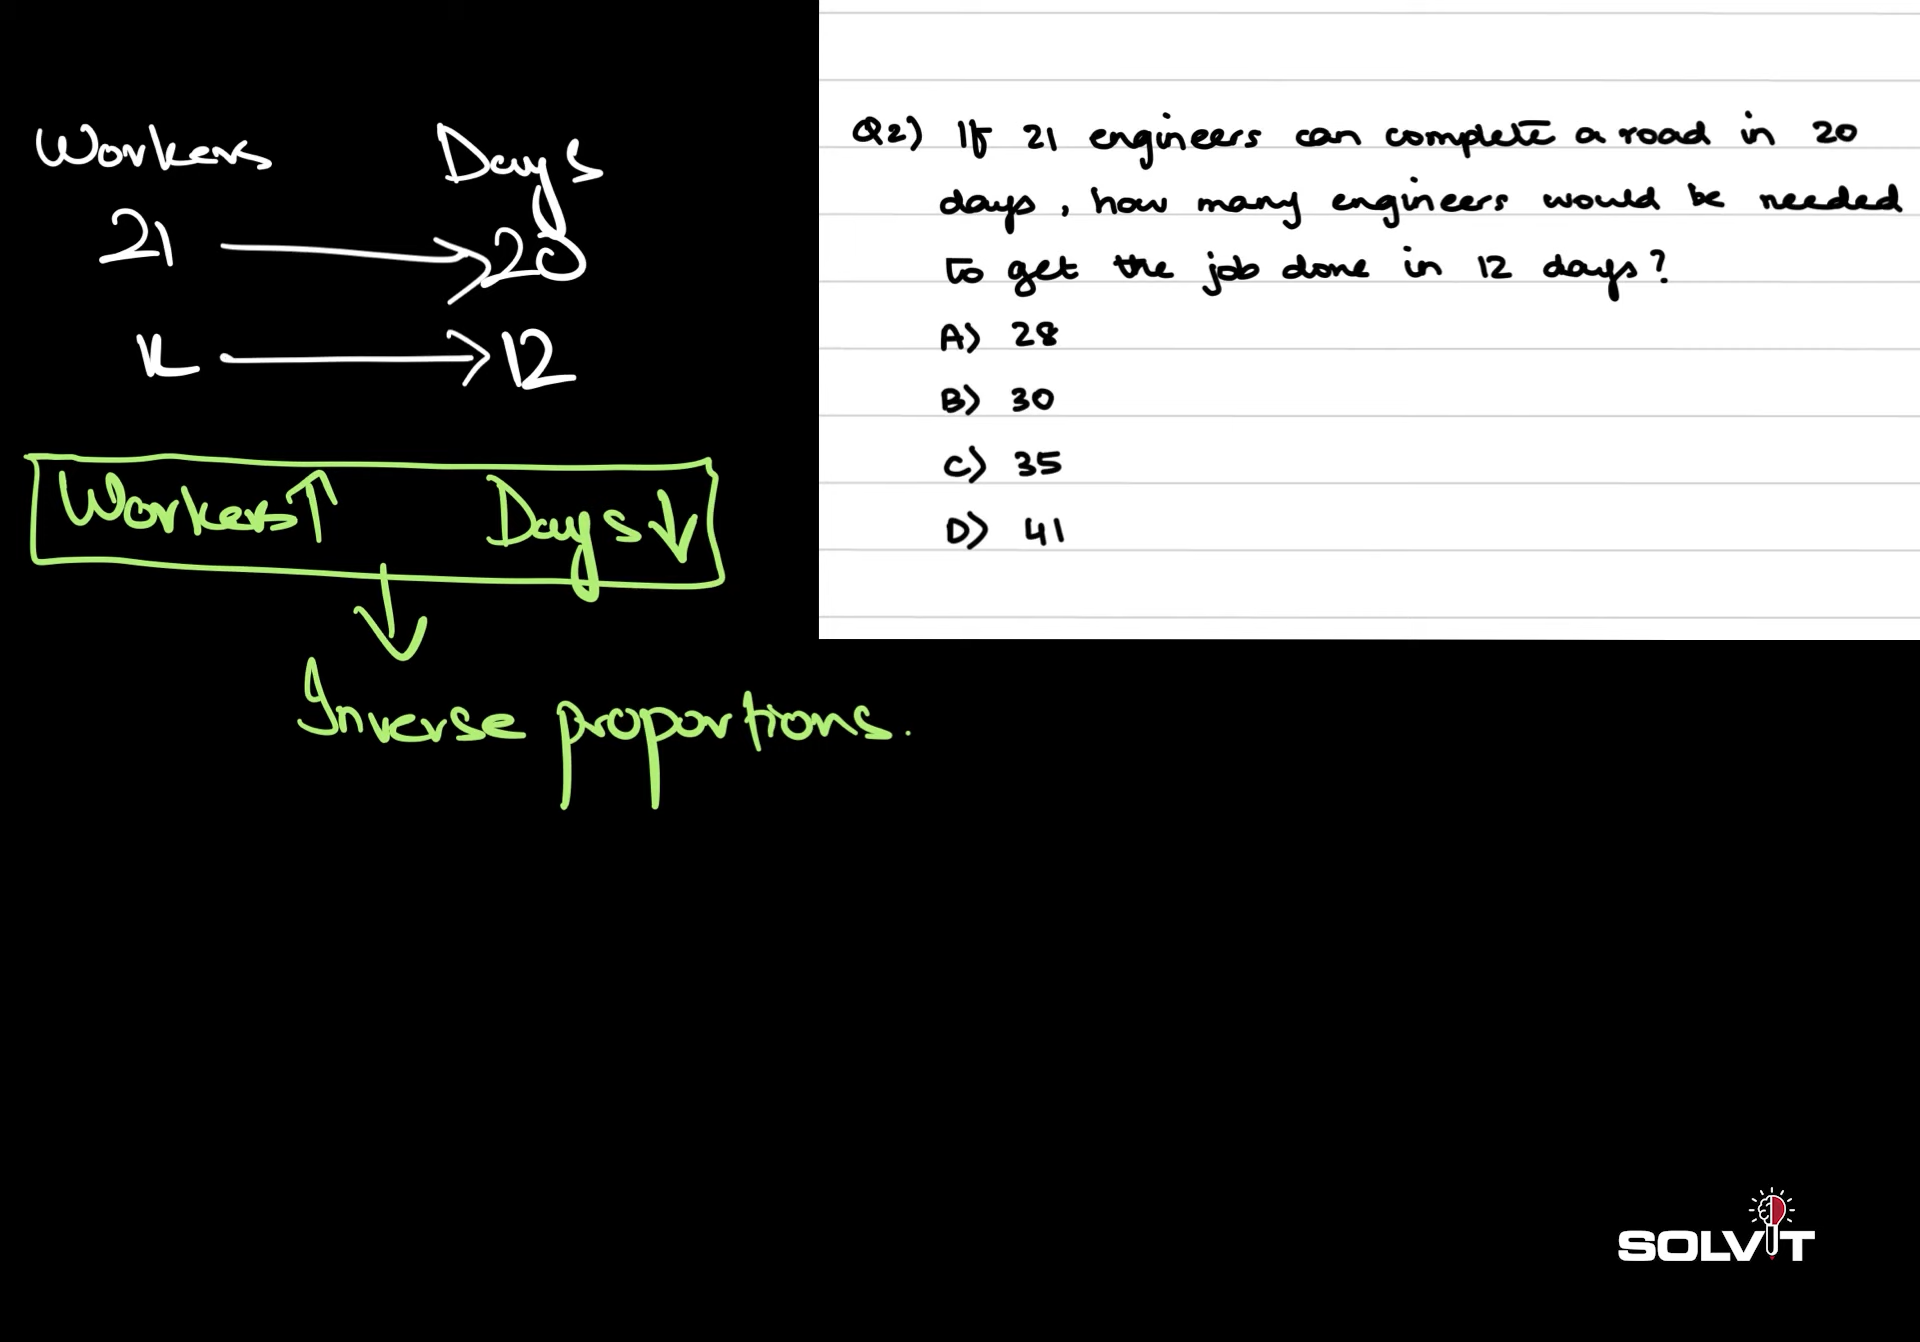 Workers Days
21 → 20
x → 12
Workers↑ Days↓
Inverse proportions.
Q2) If 21 engineers can complete a road in 20
days, how many engineers would be needed
to get the job done in 12 days?
A) 28
B) 30
C) 35
D) 41
SOLVIT